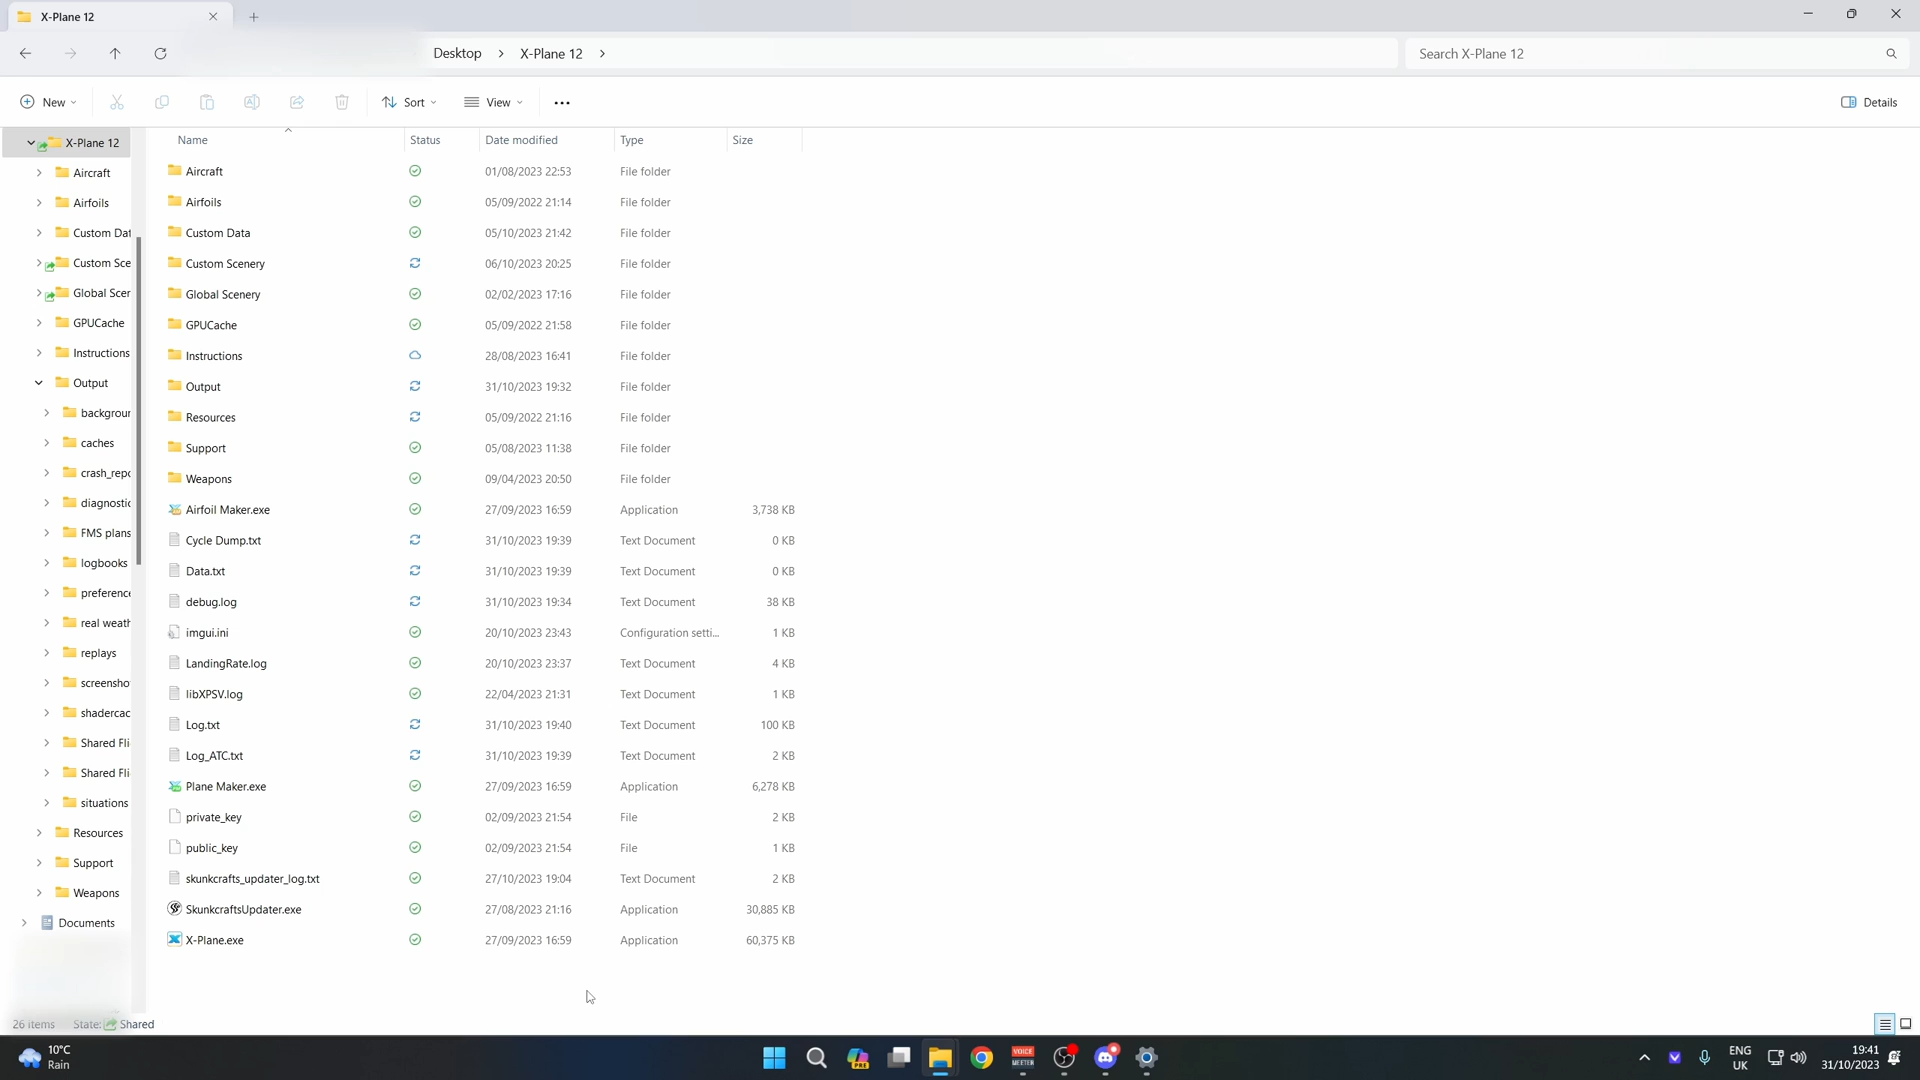 X-Plane 12
Desktop > X-Plane 12 >
Search X-Plane 12
New
Sort
View
Details
X-Plane 12
Aircraft
Airfoils
Custom Dat
Custom Sce
Global Scer
GPUCache
Instructions
Output
backgrour
caches
crash_repo
diagnostic
FMS plans
logbooks
preference
real weath
replays
screensho
shadercac
Shared Fli
Shared Fli
situations
Resources
Support
Weapons
Documents
Name Status Date modified Type Size
Aircraft 01/08/2023 22:53 File folder
Airfoils 05/09/2022 21:14 File folder
Custom Data 05/10/2023 21:42 File folder
Custom Scenery 06/10/2023 20:25 File folder
Global Scenery 02/02/2023 17:16 File folder
GPUCache 05/09/2022 21:58 File folder
Instructions 28/08/2023 16:41 File folder
Output 31/10/2023 19:32 File folder
Resources 05/09/2022 21:16 File folder
Support 05/08/2023 11:38 File folder
Weapons 09/04/2023 20:50 File folder
Airfoil Maker.exe 27/09/2023 16:59 Application 3,738 KB
Cycle Dump.txt 31/10/2023 19:39 Text Document 0 KB
Data.txt 31/10/2023 19:39 Text Document 0 KB
debug.log 31/10/2023 19:34 Text Document 38 KB
imgui.ini 20/10/2023 23:43 Configuration setti... 1 KB
LandingRate.log 20/10/2023 23:37 Text Document 4 KB
libXPSV.log 22/04/2023 21:31 Text Document 1 KB
Log.txt 31/10/2023 19:40 Text Document 100 KB
Log_ATC.txt 31/10/2023 19:39 Text Document 2 KB
Plane Maker.exe 27/09/2023 16:59 Application 6,278 KB
private_key 02/09/2023 21:54 File 2 KB
public_key 02/09/2023 21:54 File 1 KB
skunkcrafts_updater_log.txt 27/10/2023 19:04 Text Document 2 KB
SkunkcraftsUpdater.exe 27/08/2023 21:16 Application 30,885 KB
X-Plane.exe 27/09/2023 16:59 Application 60,375 KB
26 items State: Shared
10°C
Rain
PRE
VOICE
MEETER
ENG
UK
19:41
31/10/2023